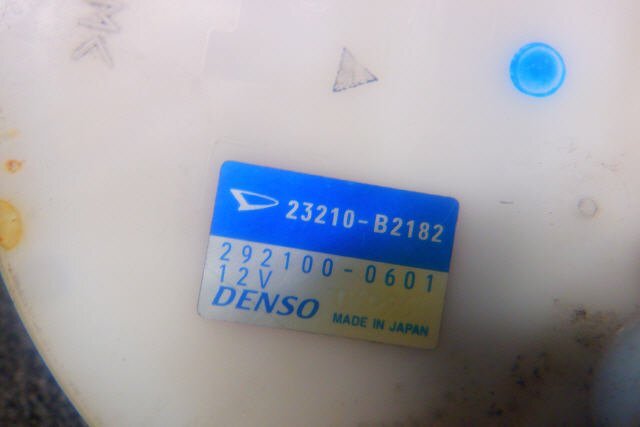 23210-B2182
292100-0601
12V
DENSO
MADE IN JAPAN